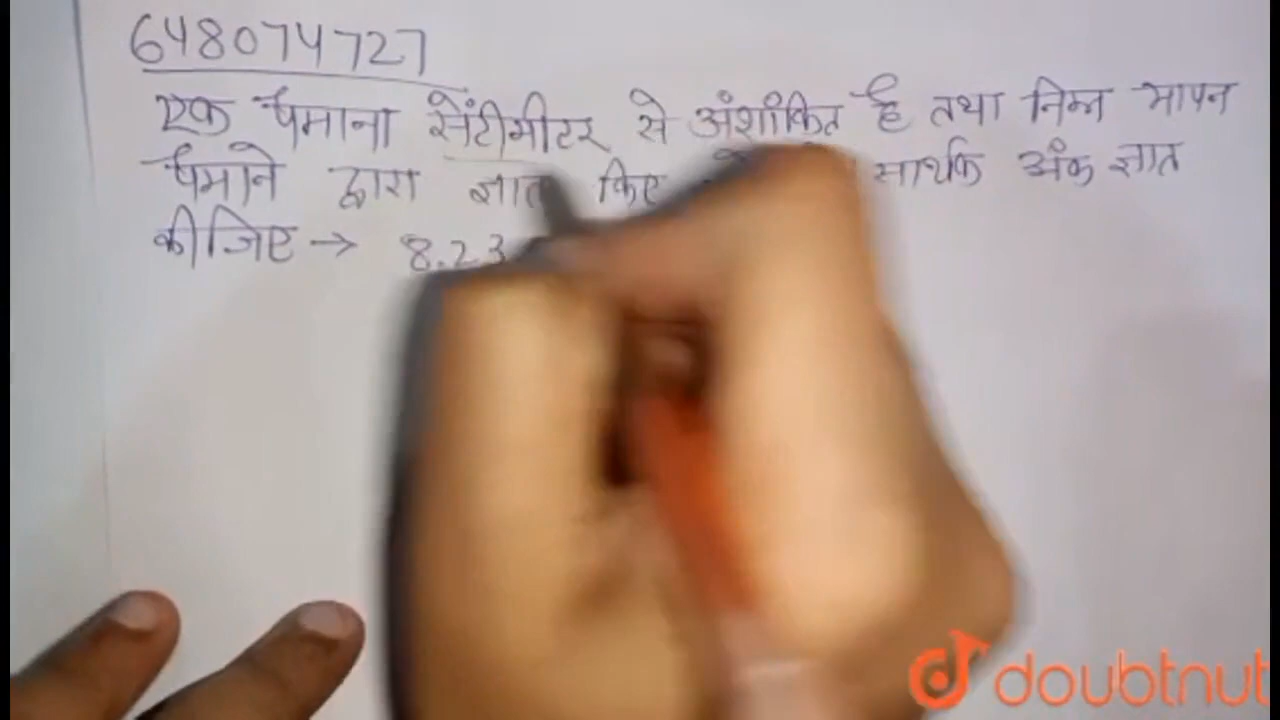 648074727
एक पैमाना सेंटीमीटर से अंशांकित है तथा निम्न मापन
पैमाने द्वारा ज्ञात किए सार्थक अंक ज्ञात
कीजिए → 8.23
doubtnut